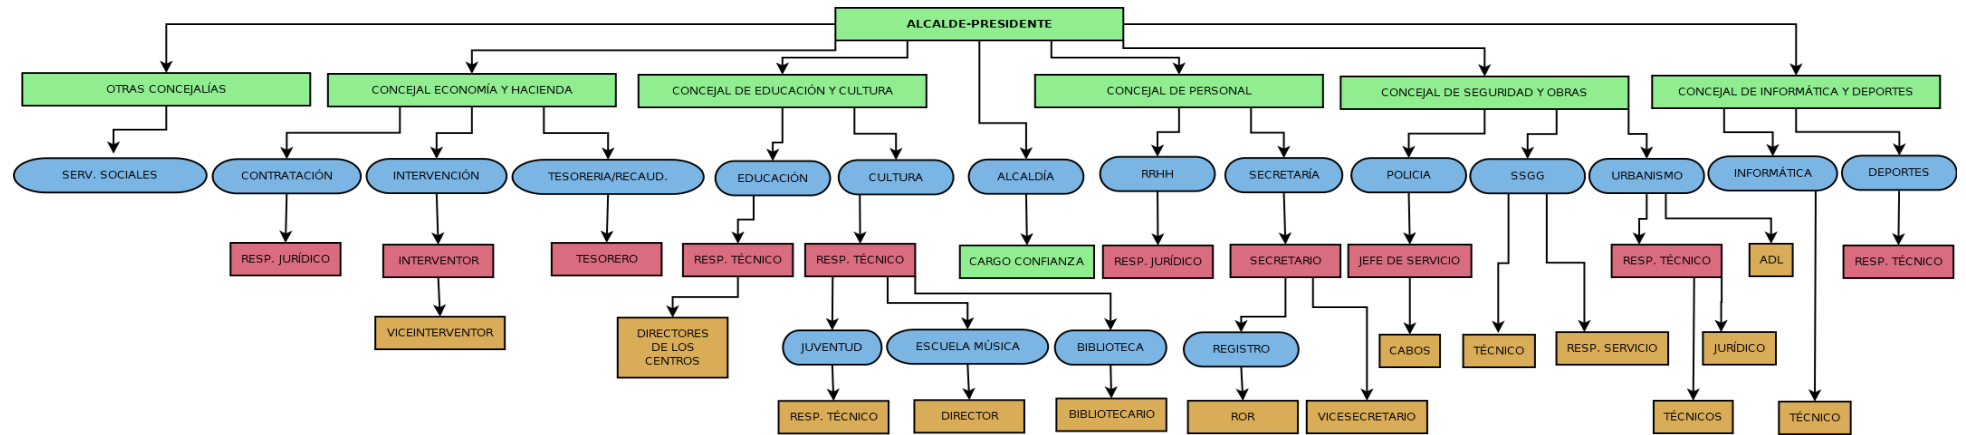 ALCALDE-PRESIDENTE
OTRAS CONCEJALÍAS
CONCEJAL ECONOMÍA Y HACIENDA
CONCEJAL DE EDUCACIÓN Y CULTURA
CONCEJAL DE PERSONAL
CONCEJAL DE SEGURIDAD Y OBRAS
CONCEJAL DE INFORMÁTICA Y DEPORTES
SERV. SOCIALES
CONTRATACIÓN
INTERVENCIÓN
TESORERIA/RECAUD.
EDUCACIÓN
CULTURA
ALCALDÍA
RRHH
SECRETARÍA
POLICIA
SSGG
URBANISMO
INFORMÁTICA
DEPORTES
RESP. JURÍDICO
INTERVENTOR
TESORERO
RESP. TÉCNICO
RESP. TÉCNICO
CARGO CONFIANZA
RESP. JURÍDICO
SECRETARIO
JEFE DE SERVICIO
RESP. TÉCNICO
ADL
RESP. TÉCNICO
VICEINTERVENTOR
DIRECTORES
DE LOS
CENTROS
JUVENTUD
ESCUELA MÚSICA
BIBLIOTECA
REGISTRO
CABOS
TÉCNICO
RESP. SERVICIO
JURÍDICO
RESP. TÉCNICO
DIRECTOR
BIBLIOTECARIO
ROR
VICESECRETARIO
TÉCNICOS
TÉCNICO